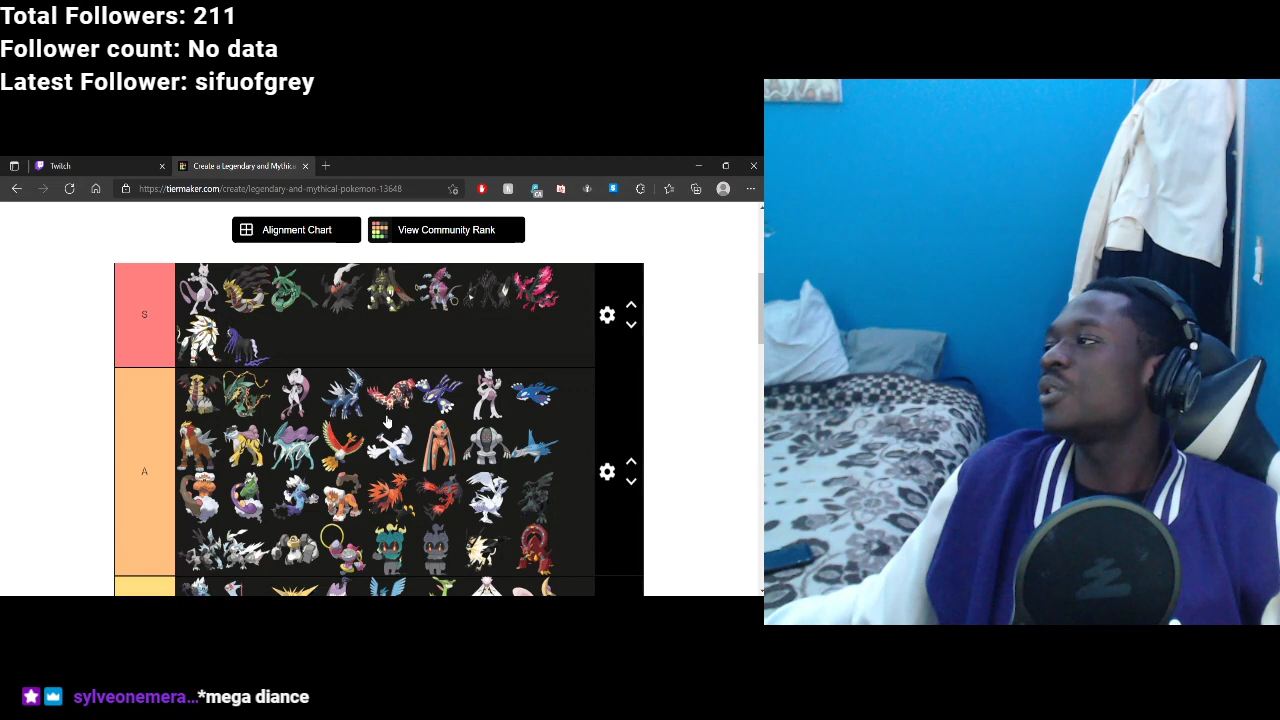 Total Followers: 211
Follower count: No data
Latest Follower: sifuofgrey
Twitch
Create a Legendary and Mythic
https://tiermaker.com/create/legendary-and-mythical-pokemon-13648
Alignment Chart
View Community Rank
S
A
sylveonemera…*mega diance